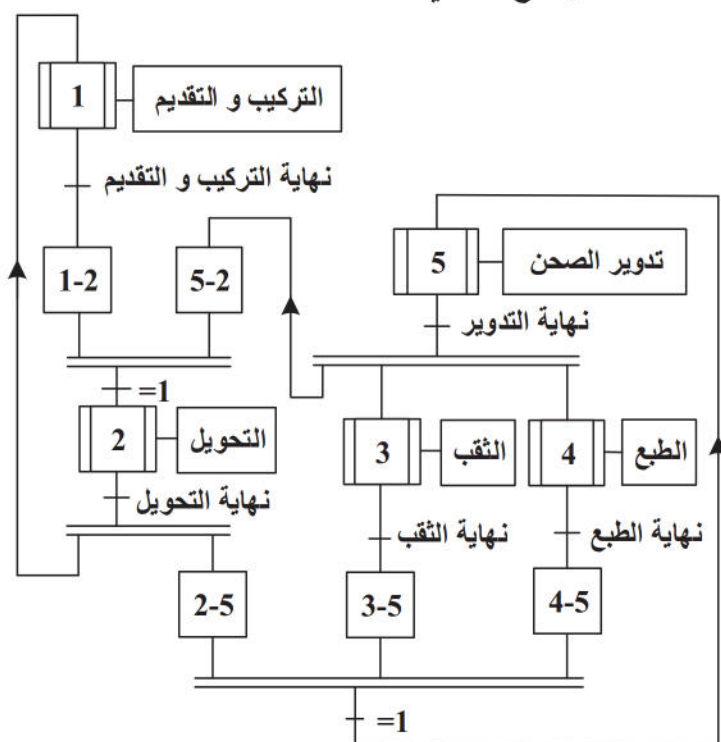 1
التركيب و التقديم
نهاية التركيب و التقديم
1-2
5-2
5
تدوير الصحن
نهاية التدوير
=1
2
التحويل
نهاية التحويل
3
الثقب
4
الطبع
نهاية الثقب
نهاية الطبع
2-5
3-5
4-5
=1